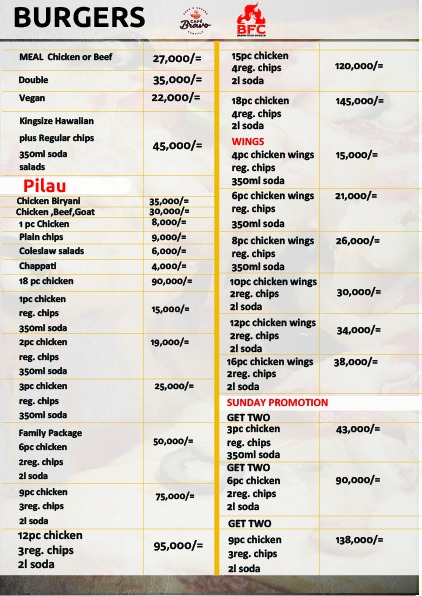 BURGERS
CAFÉ
Bravo
BFC
MEAL Chicken or Beef 27,000/=
Double 35,000/=
Vegan 22,000/=
Kingsize Hawaiian
plus Regular chips 45,000/=
350ml soda
salads
Pilau
Chicken Biryani 35,000/=
Chicken ,Beef,Goat 30,000/=
1 pc Chicken 8,000/=
Plain chips 9,000/=
Coleslaw salads 6,000/=
Chappati 4,000/=
18 pc chicken 90,000/=
1pc chicken 15,000/=
reg. chips
350ml soda
2pc chicken 19,000/=
reg. chips
350ml soda
3pc chicken 25,000/=
reg. chips
350ml soda
Family Package 50,000/=
6pc chicken
2reg. chips
2l soda
9pc chicken 75,000/=
3reg. chips
2l soda
12pc chicken 95,000/=
3reg. chips
2l soda
15pc chicken 120,000/=
4reg. chips
2l soda
18pc chicken 145,000/=
4reg. chips
2l soda
WINGS
4pc chicken wings 15,000/=
reg. chips
350ml soda
6pc chicken wings 21,000/=
reg. chips
350ml soda
8pc chicken wings 26,000/=
reg. chips
350ml soda
10pc chicken wings 30,000/=
2reg. chips
2l soda
12pc chicken wings 34,000/=
2reg. chips
2l soda
16pc chicken wings 38,000/=
2reg. chips
2l soda
SUNDAY PROMOTION
GET TWO
3pc chicken 43,000/=
reg. chips
350ml soda
GET TWO
6pc chicken 90,000/=
2reg. chips
2l soda
GET TWO
9pc chicken 138,000/=
3reg. chips
2l soda